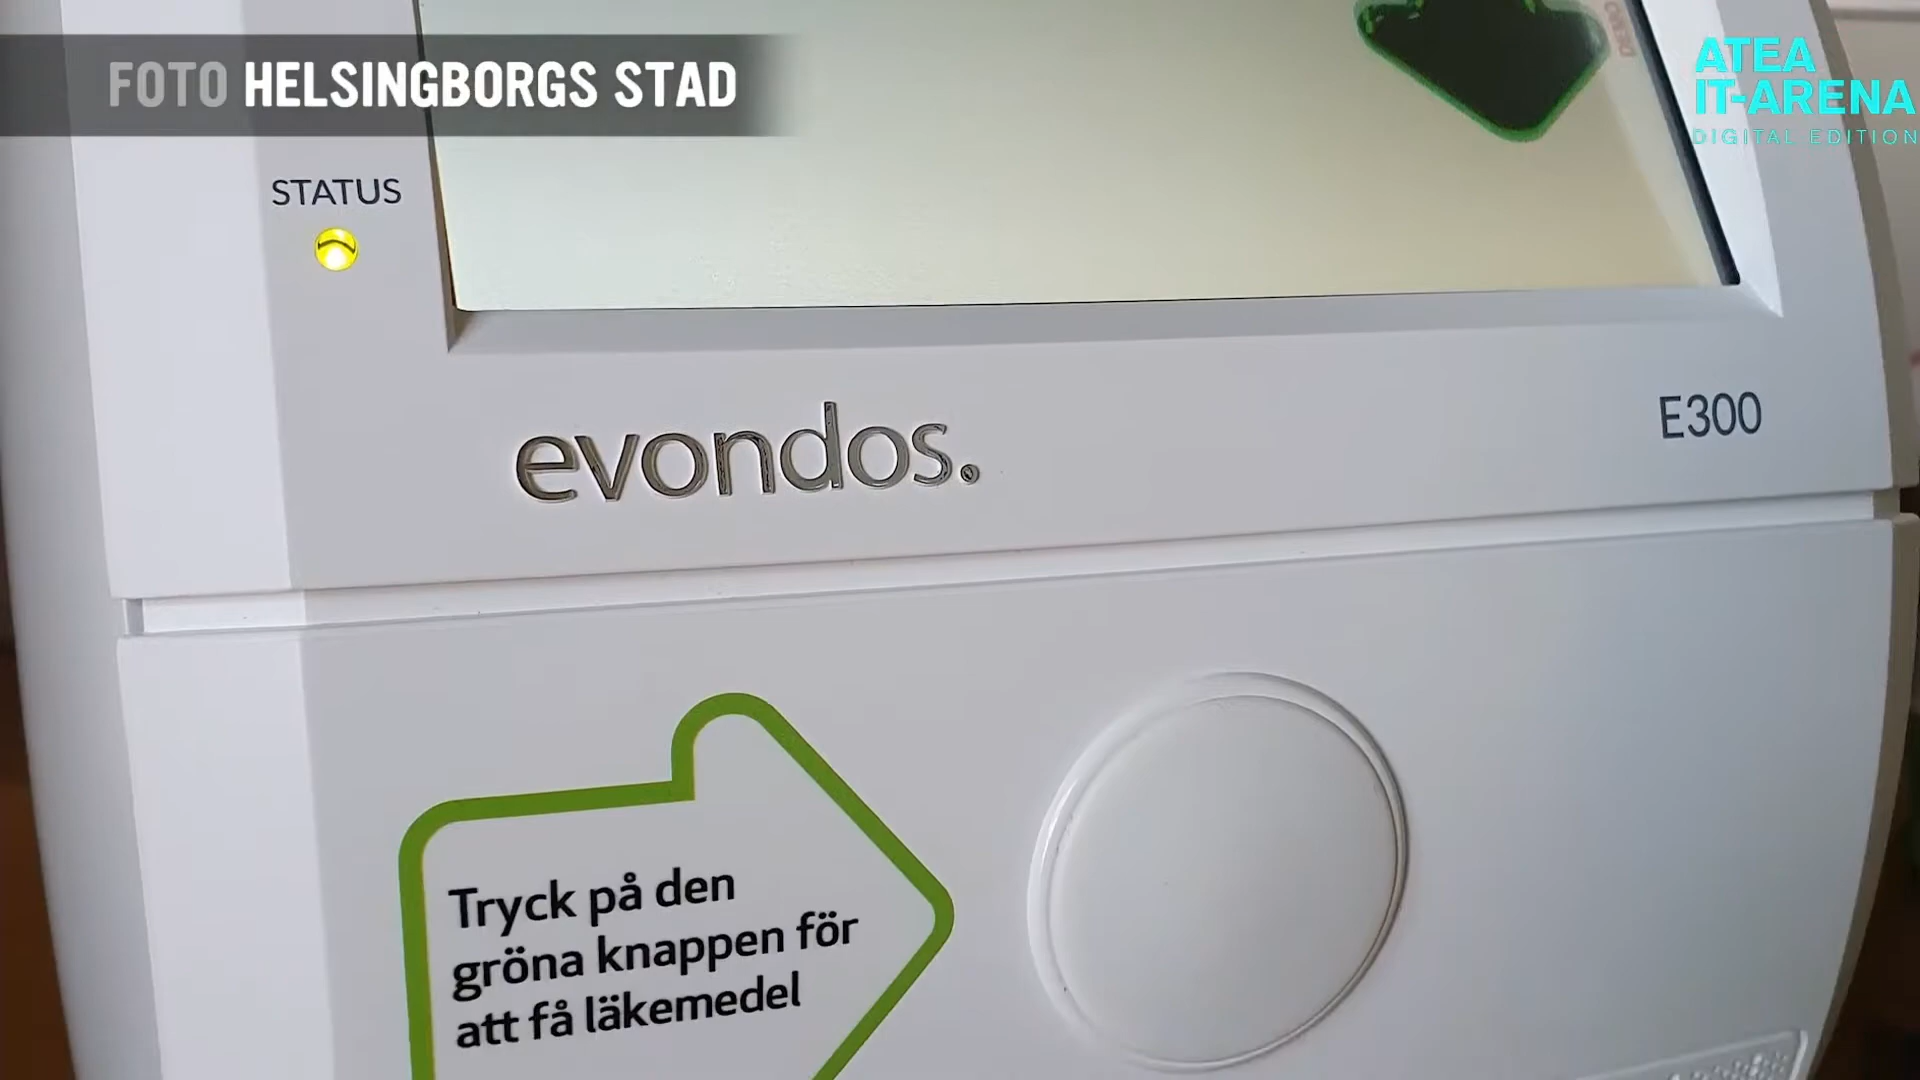 FOTO HELSINGBORGS STAD
ATEA
IT-ARENA
DIGITAL EDITION
DEMO
STATUS
evondos.
E300
Tryck på den
gröna knappen för
att få läkemedel